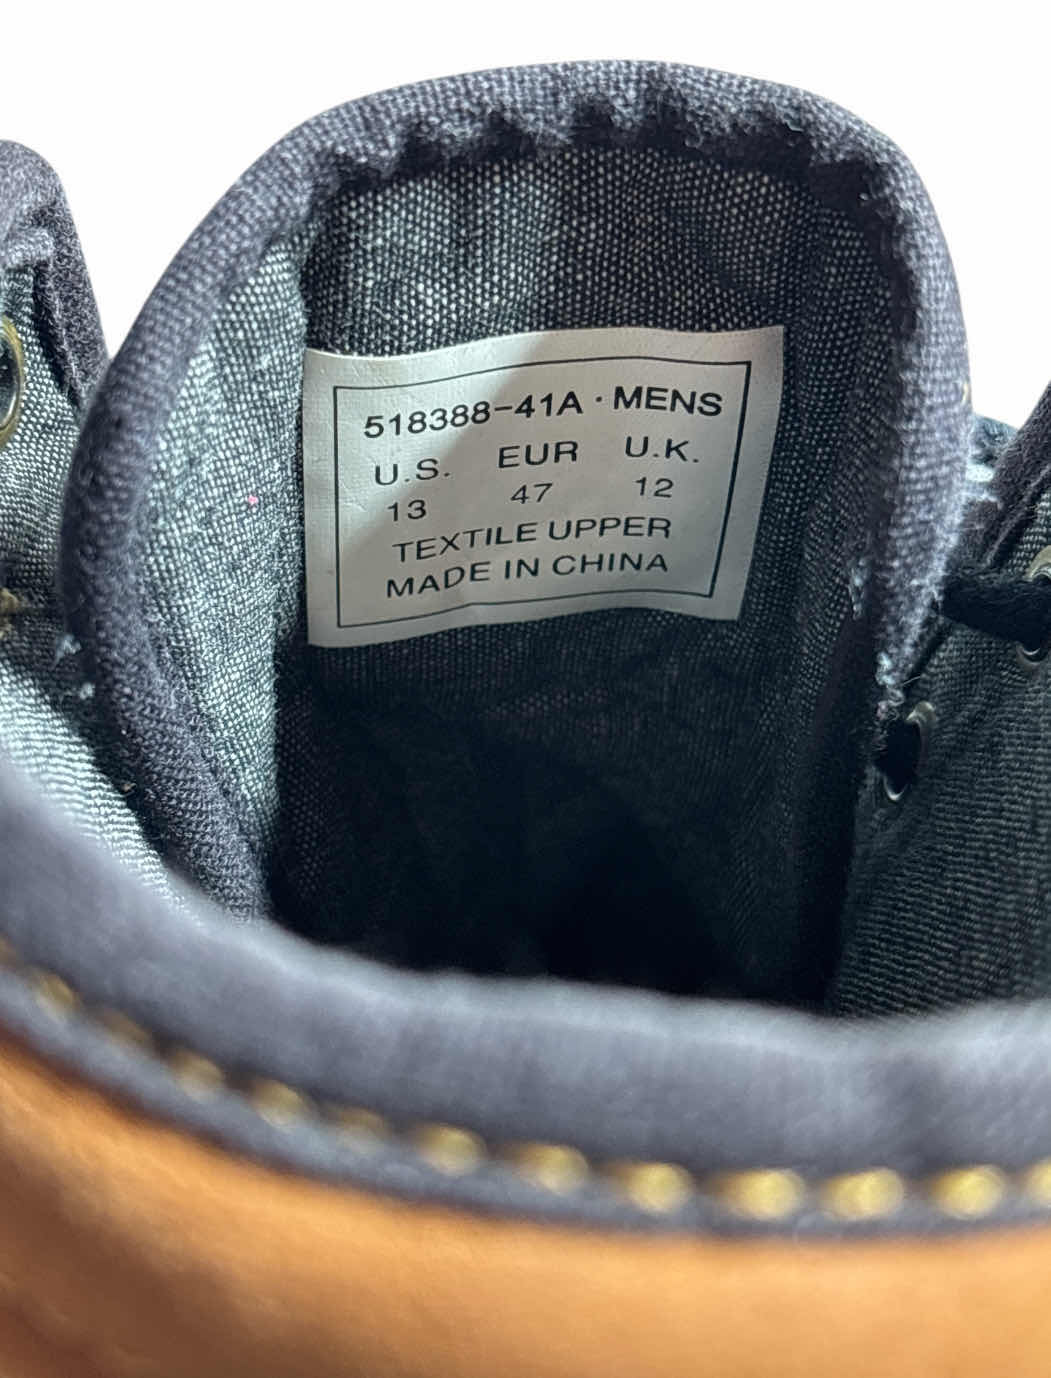 518388-41A · MENS
U.S. EUR U.K.
13 47 12
TEXTILE UPPER
MADE IN CHINA